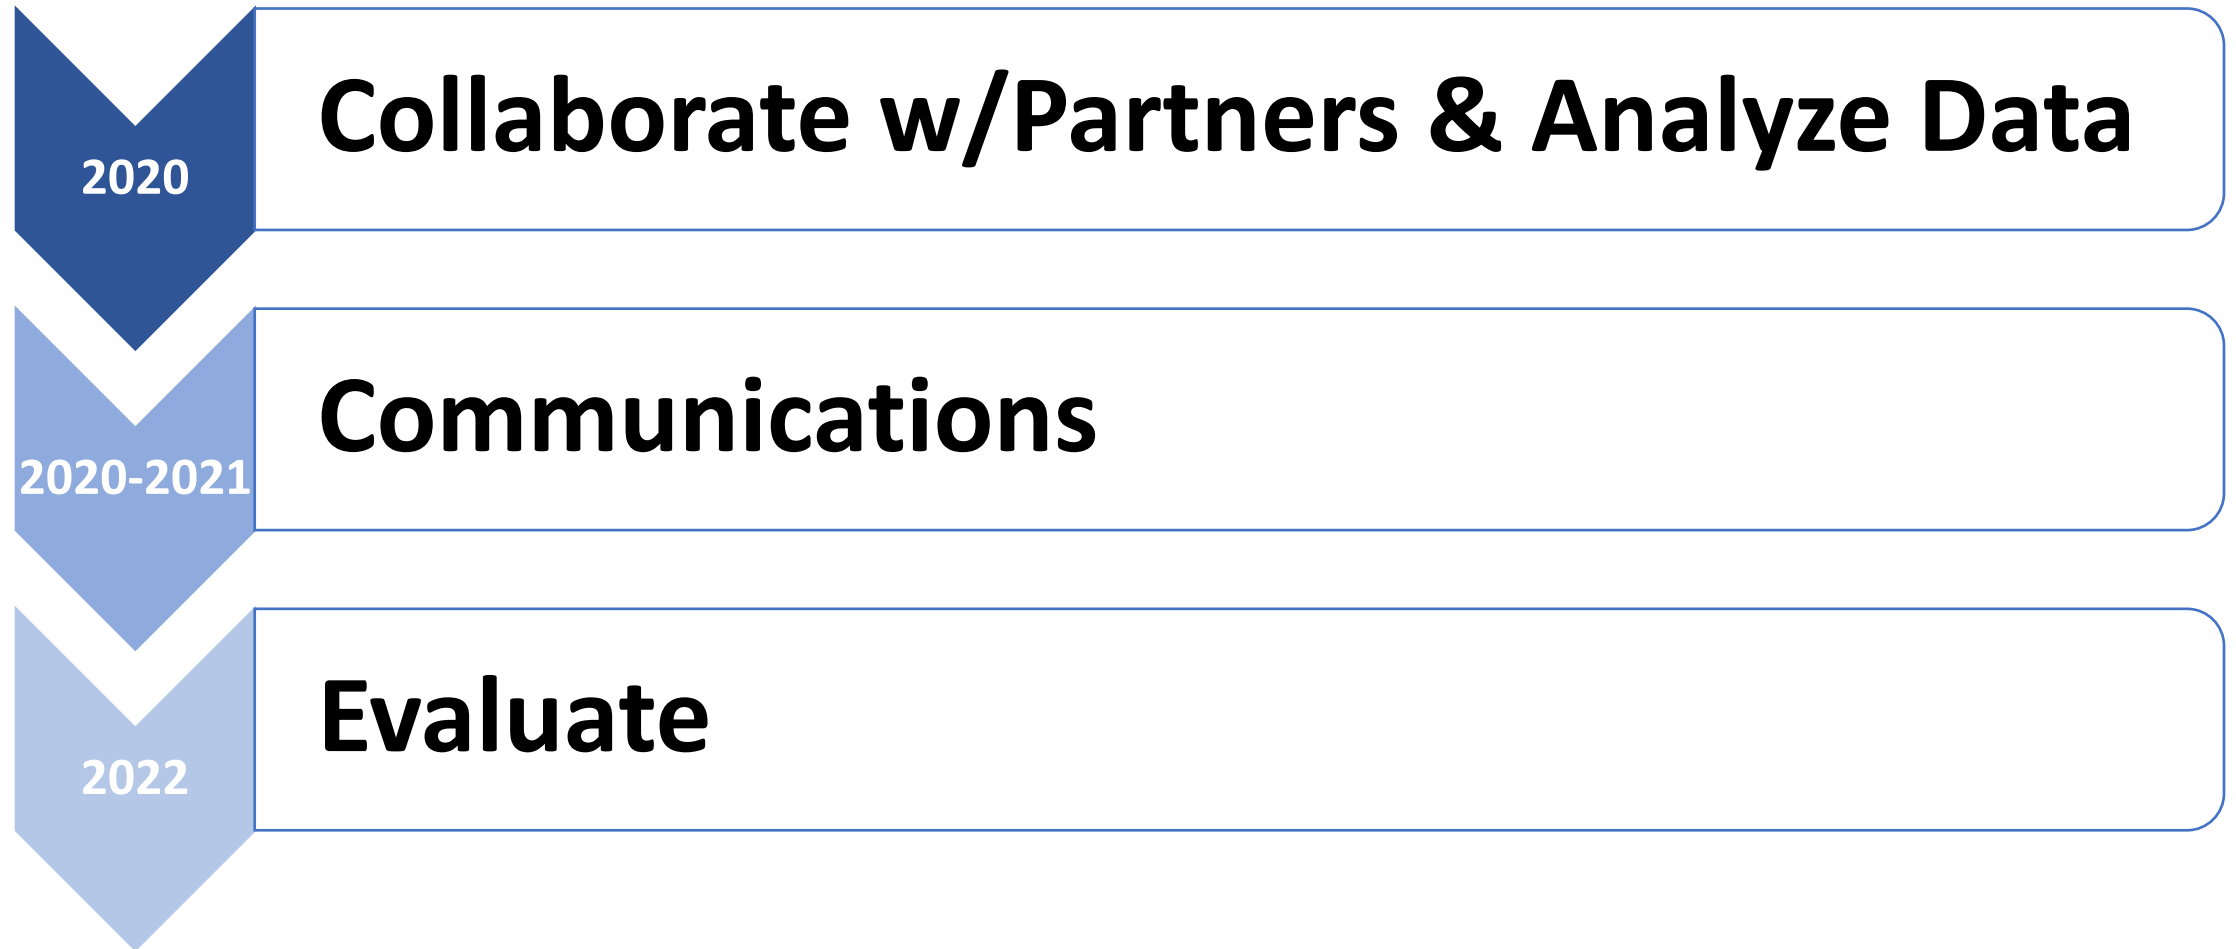 2020
Collaborate w/Partners & Analyze Data
2020-2021
Communications
2022
Evaluate